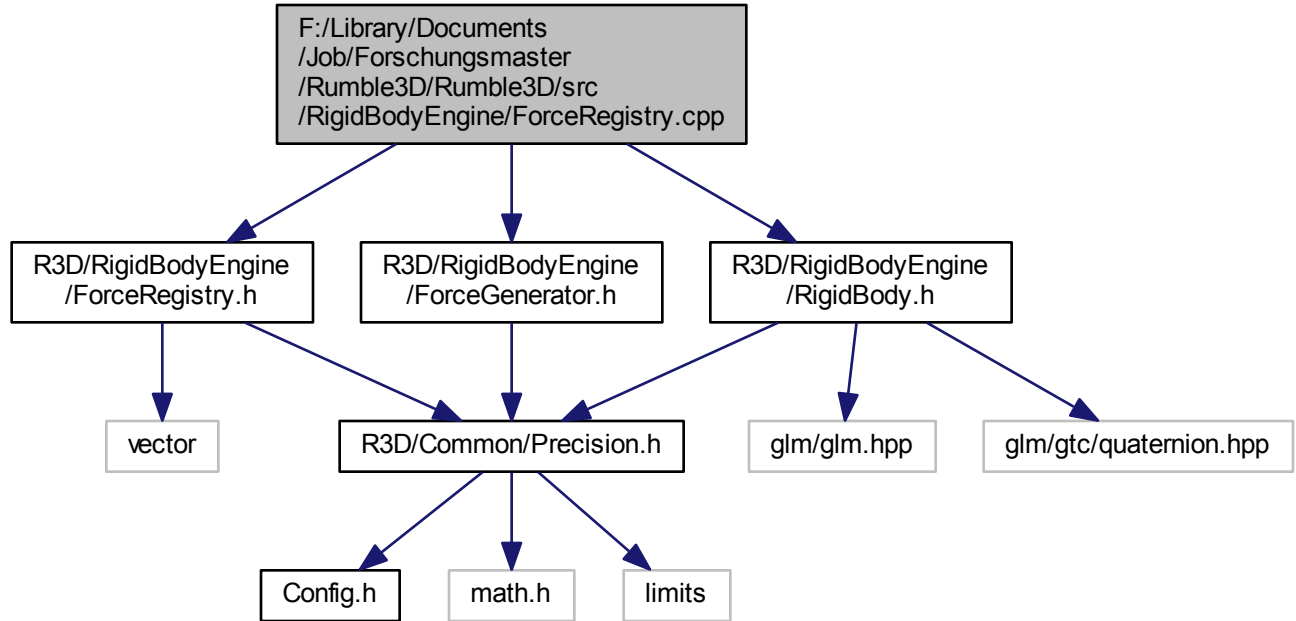 F:/Library/Documents
/Job/Forschungsmaster
/Rumble3D/Rumble3D/src
/RigidBodyEngine/ForceRegistry.cpp
R3D/RigidBodyEngine
/ForceRegistry.h
R3D/RigidBodyEngine
/ForceGenerator.h
R3D/RigidBodyEngine
/RigidBody.h
vector
R3D/Common/Precision.h
glm/glm.hpp
glm/gtc/quaternion.hpp
Config.h
math.h
limits